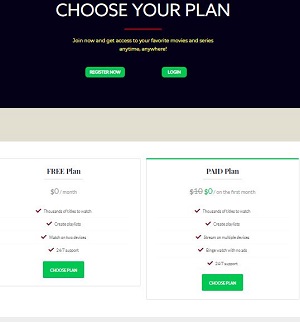 CHOOSE YOUR PLAN
Join now and get access to your favorite movies and series
anytime, anywhere!
REGISTER NOW
LOGIN
FREE Plan
$0 / month
Thousands of titles to watch
Create playlists
Watch on two devices
24/7 support
CHOOSE PLAN
PAID Plan
$10 $0 / on the first month
Thousands of titles to watch
Create playlists
Stream on multiple devices
Binge watch with no ads
24/7 support
CHOOSE PLAN